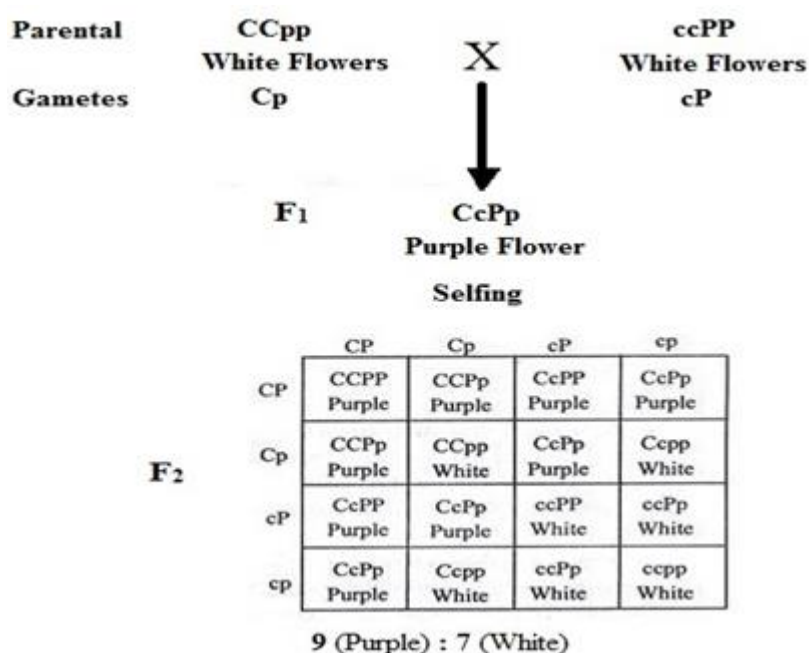 Parental CCpp X ccPP
White Flowers White Flowers
Gametes Cp cP
F1 CcPp
Purple Flower
Selfing
CP Cp cP cp
CP CCPP CCPp CcPP CcPp
Purple Purple Purple Purple
Cp CCPp CCpp CcPp Ccpp
Purple White Purple White
F2
cP CcPP CcPp ccPP ccPp
Purple Purple White White
cp CcPp Ccpp ccPp ccpp
Purple White White White
9 (Purple) : 7 (White)